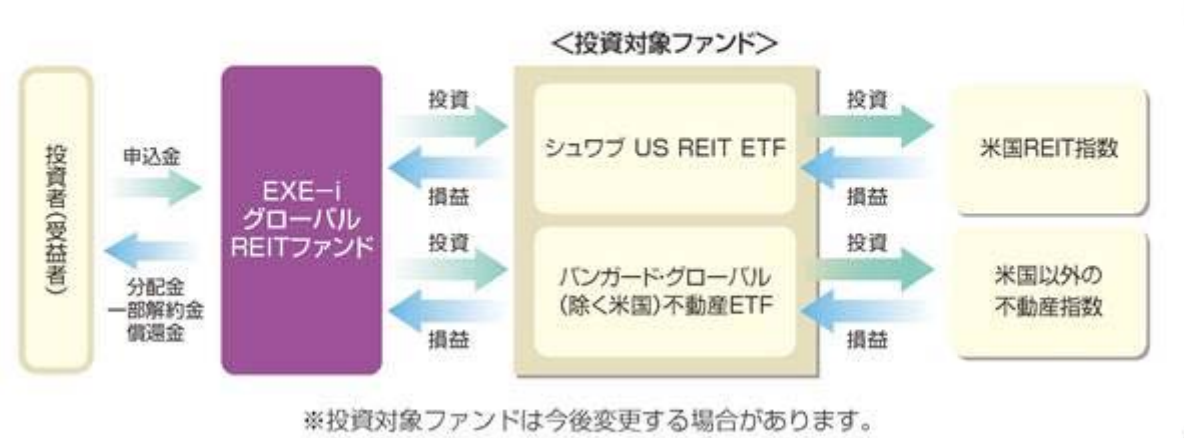 <投資対象ファンド>
投資者(受益者)
申込金
分配金
一部解約金
償還金
EXE-i
グローバル
REITファンド
投資
損益
投資
損益
シュワブ US REIT ETF
バンガード・グローバル
(除く米国)不動産ETF
投資
損益
投資
損益
米国REIT指数
米国以外の
不動産指数
※投資対象ファンドは今後変更する場合があります。